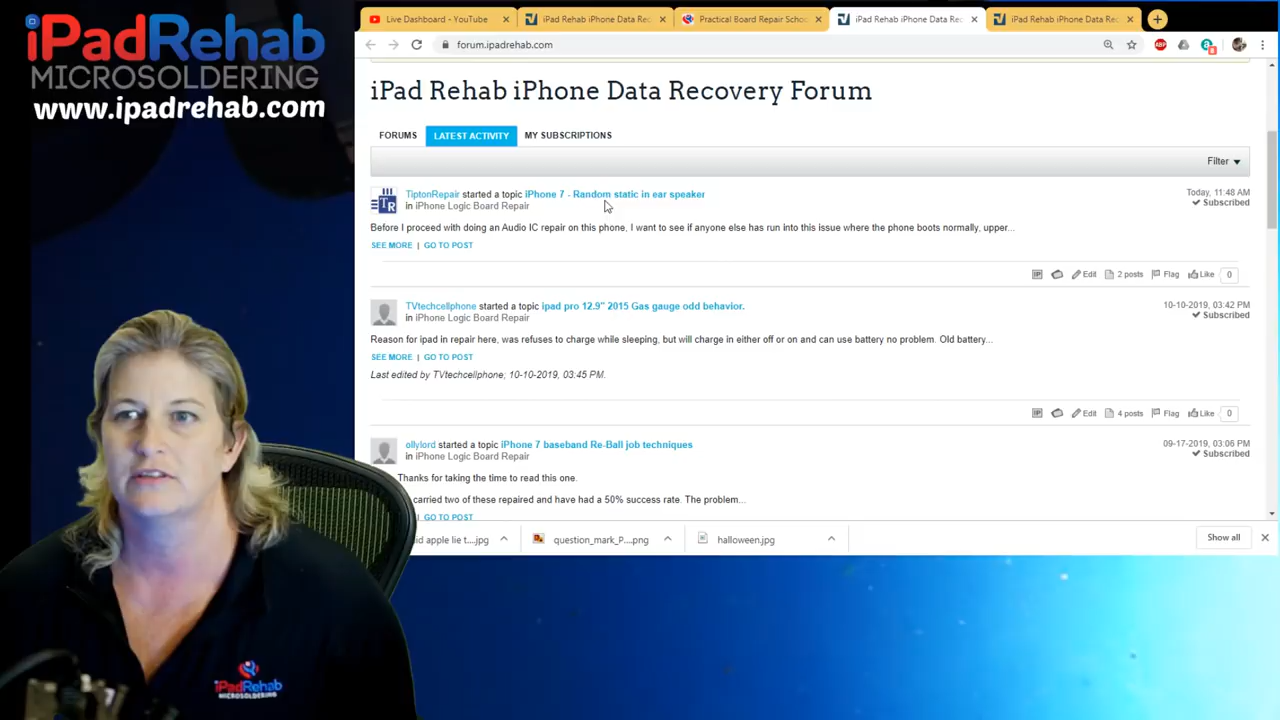 iPadRehab
MICROSOLDERING
www.ipadrehab.com
Live Dashboard - YouTube
iPad Rehab iPhone Data Rec
Practical Board Repair Schoo
iPad Rehab iPhone Data Rec
iPad Rehab iPhone Data Rec
forum.ipadrehab.com
ABP
iPad Rehab iPhone Data Recovery Forum
FORUMS
LATEST ACTIVITY
MY SUBSCRIPTIONS
Filter
TR
TiptonRepair started a topic iPhone 7 - Random static in ear speaker
Today, 11:48 AM
in iPhone Logic Board Repair
Subscribed
Before I proceed with doing an Audio IC repair on this phone, I want to see if anyone else has run into this issue where the phone boots normally, upper...
SEE MORE | GO TO POST
Edit 2 posts Flag Like 0
TVtechcellphone started a topic ipad pro 12.9" 2015 Gas gauge odd behavior.
10-10-2019, 03:42 PM
in iPhone Logic Board Repair
Subscribed
Reason for ipad in repair here, was refuses to charge while sleeping, but will charge in either off or on and can use battery no problem. Old battery...
SEE MORE | GO TO POST
Last edited by TVtechcellphone; 10-10-2019, 03:45 PM.
Edit 4 posts Flag Like 0
ollylord started a topic iPhone 7 baseband Re-Ball job techniques
09-17-2019, 03:06 PM
in iPhone Logic Board Repair
Subscribed
Thanks for taking the time to read this one.
carried two of these repaired and have had a 50% success rate. The problem...
GO TO POST
id apple lie t....jpg
question_mark_P....png
halloween.jpg
Show all
iPadRehab
MICROSOLDERING